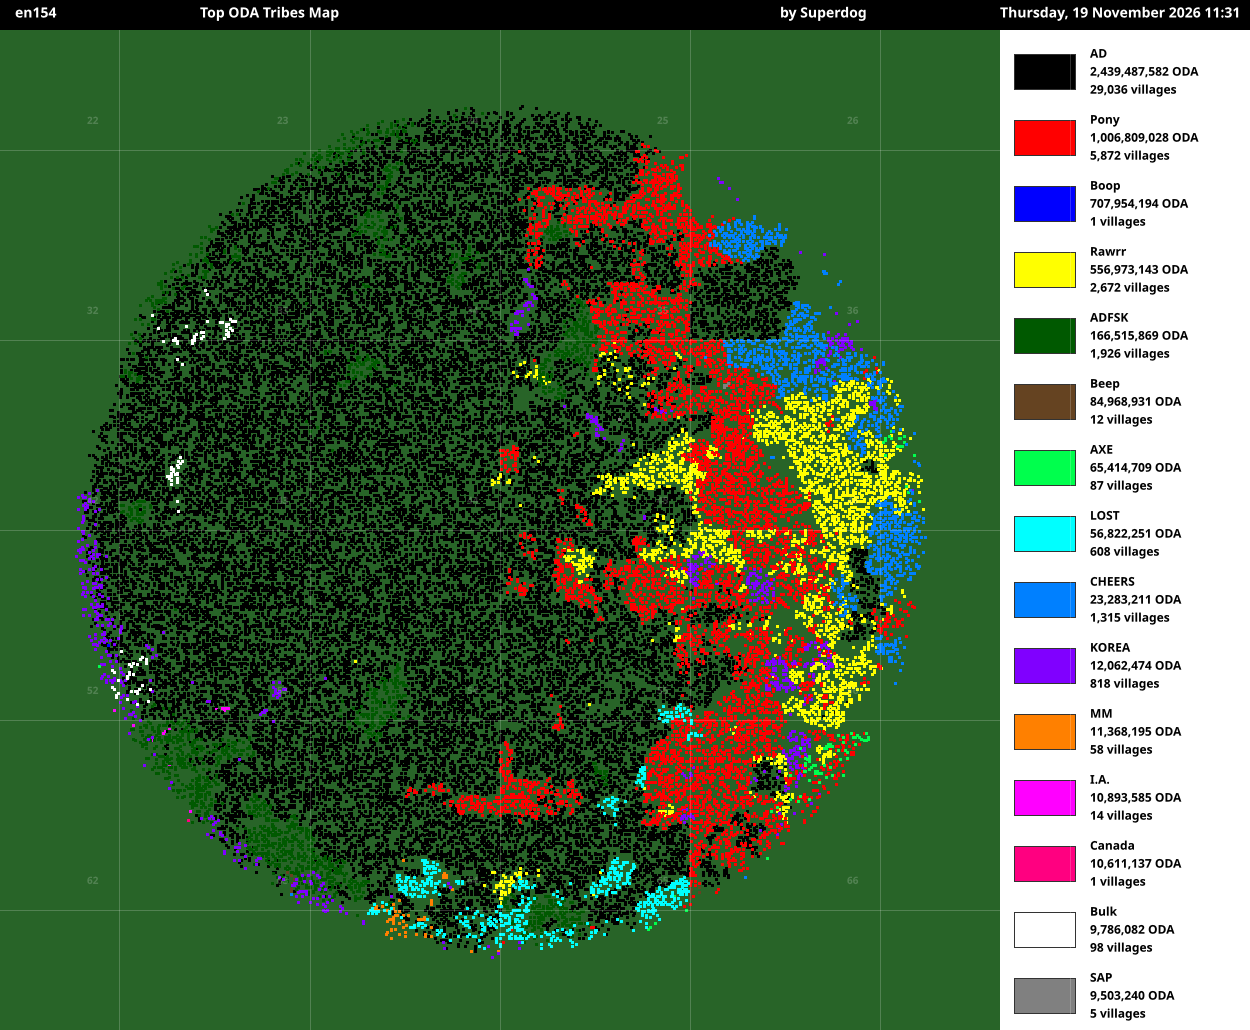 en154 Top ODA Tribes Map by Superdog Thursday, 19 November 2026 11:31
AD
2,439,487,582 ODA
29,036 villages
Pony
1,006,809,028 ODA
5,872 villages
Boop
707,954,194 ODA
1 villages
Rawrr
556,973,143 ODA
2,672 villages
ADFSK
166,515,869 ODA
1,926 villages
Beep
84,968,931 ODA
12 villages
AXE
65,414,709 ODA
87 villages
LOST
56,822,251 ODA
608 villages
CHEERS
23,283,211 ODA
1,315 villages
KOREA
12,062,474 ODA
818 villages
MM
11,368,195 ODA
58 villages
I.A.
10,893,585 ODA
14 villages
Canada
10,611,137 ODA
1 villages
Bulk
9,786,082 ODA
98 villages
SAP
9,503,240 ODA
5 villages
22 23 25 26
32 35 36
52
62 66